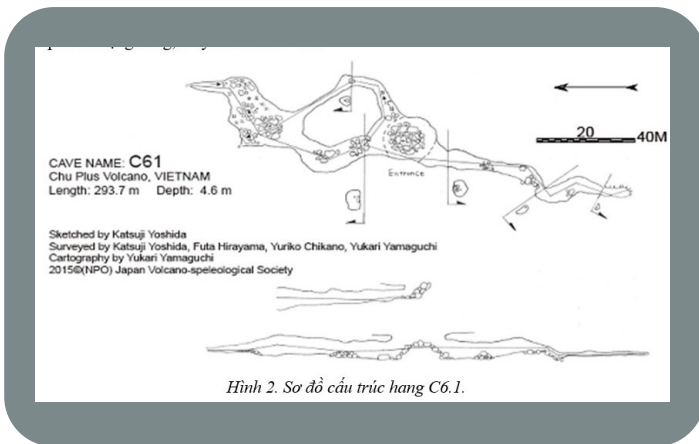 20
40M
CAVE NAME: C61
Chu Plus Volcano, VIETNAM
Length: 293.7 m Depth: 4.6 m
Entrance
Sketched by Katsuji Yoshida
Surveyed by Katsuji Yoshida, Futa Hirayama, Yuriko Chikano, Yukari Yamaguchi
Cartography by Yukari Yamaguchi
2015©(NPO) Japan Volcano-speleological Society
Hình 2. Sơ đồ cấu trúc hang C6.1.